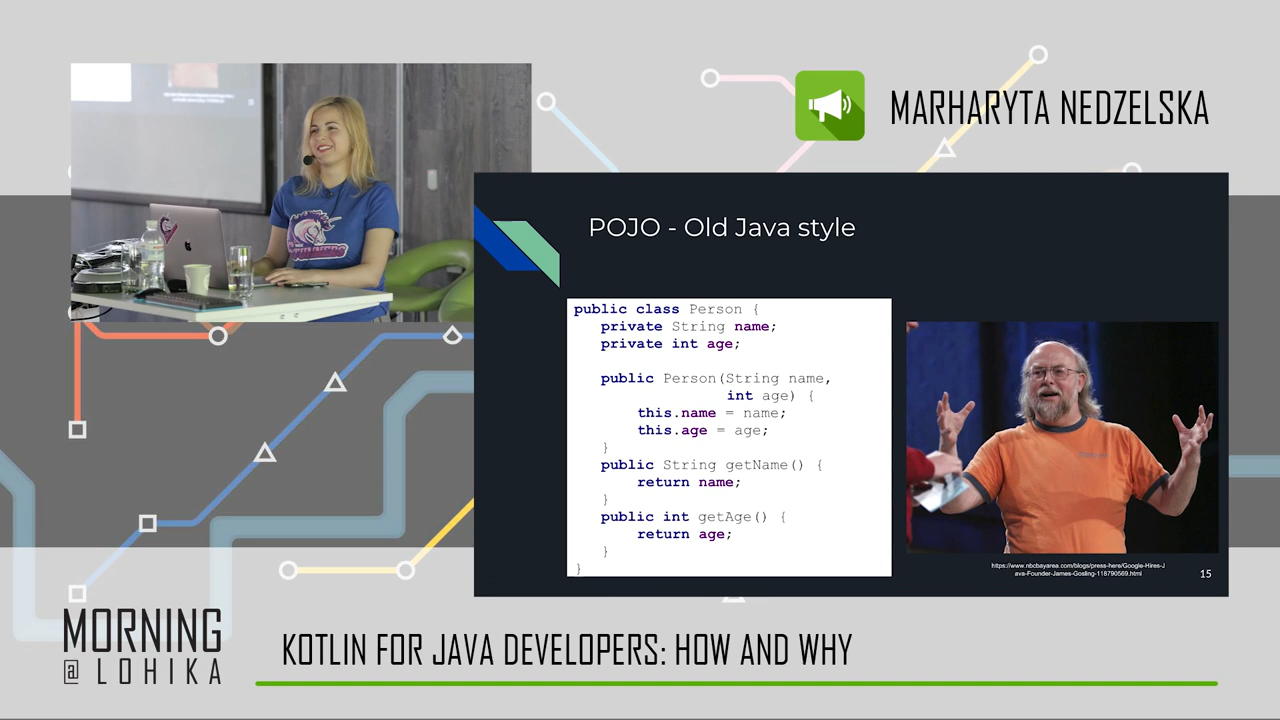 MARHARYTA NEDZELSKA
POJO - Old Java style
public class Person {
private String name;
private int age;
public Person(String name,
int age) {
this.name = name;
this.age = age;
}
public String getName() {
return name;
}
public int getAge() {
return age;
}
}
https://www.nbcbayarea.com/blogs/press-here/Google-Hires-J
ava-Founder-James-Gosling-118790569.html
15
MORNING
@ LOHIKA
KOTLIN FOR JAVA DEVELOPERS: HOW AND WHY